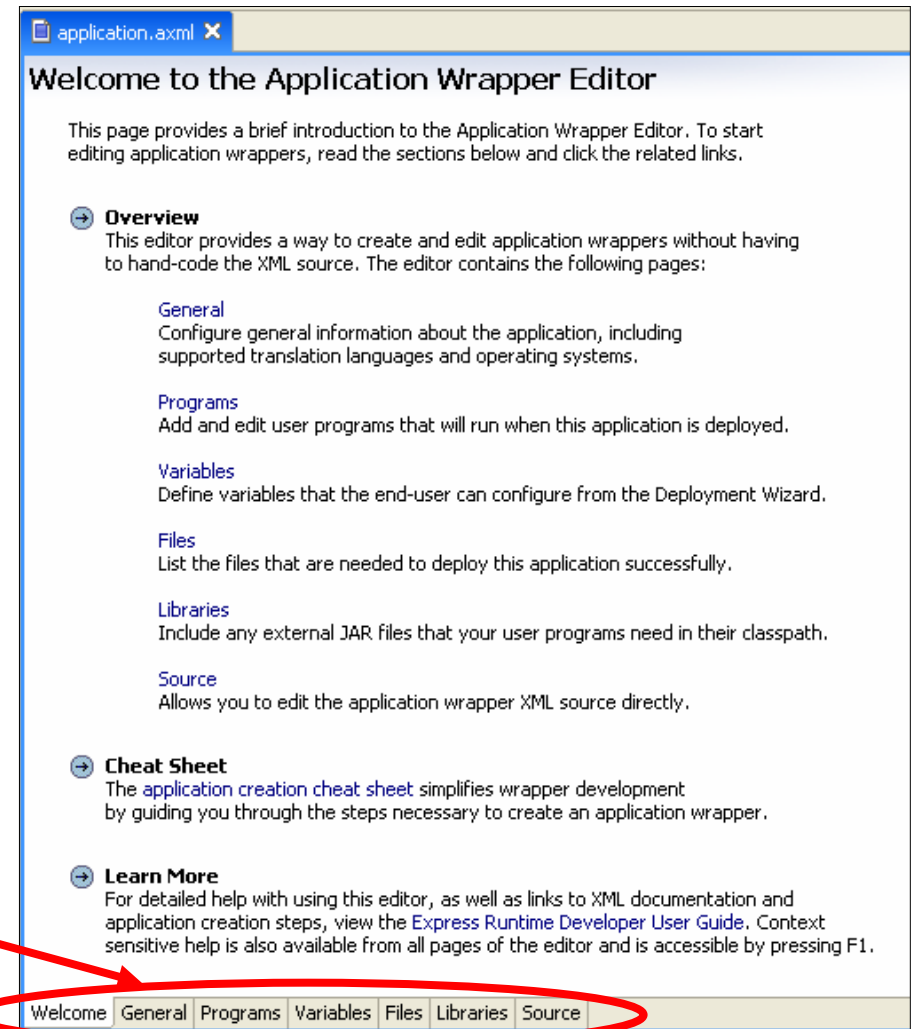 application.axml
Welcome to the Application Wrapper Editor
This page provides a brief introduction to the Application Wrapper Editor. To start
editing application wrappers, read the sections below and click the related links.
Overview
This editor provides a way to create and edit application wrappers without having
to hand-code the XML source. The editor contains the following pages:
General
Configure general information about the application, including
supported translation languages and operating systems.
Programs
Add and edit user programs that will run when this application is deployed.
Variables
Define variables that the end-user can configure from the Deployment Wizard.
Files
List the files that are needed to deploy this application successfully.
Libraries
Include any external JAR files that your user programs need in their classpath.
Source
Allows you to edit the application wrapper XML source directly.
Cheat Sheet
The application creation cheat sheet simplifies wrapper development
by guiding you through the steps necessary to create an application wrapper.
Learn More
For detailed help with using this editor, as well as links to XML documentation and
application creation steps, view the Express Runtime Developer User Guide. Context
sensitive help is also available from all pages of the editor and is accessible by pressing F1.
Welcome General Programs Variables Files Libraries Source